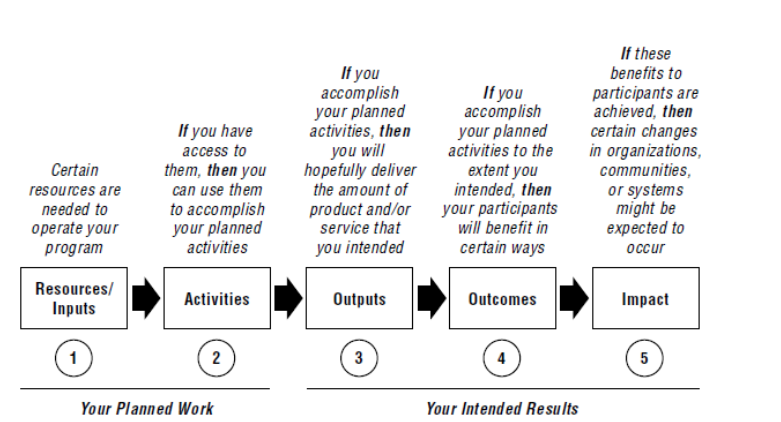 Certain
resources are
needed to
operate your
program
If you have
access to
them, then you
can use them
to accomplish
your planned
activities
If you
accomplish
your planned
activities, then
you will
hopefully deliver
the amount of
product and/or
service that
you intended
If you
accomplish
your planned
activities to the
extent you
intended, then
your participants
will benefit in
certain ways
If these
benefits to
participants are
achieved, then
certain changes
in organizations,
communities,
or systems
might be
expected to
occur
Resources/
Inputs
Activities
Outputs
Outcomes
Impact
1
2
3
4
5
Your Planned Work
Your Intended Results